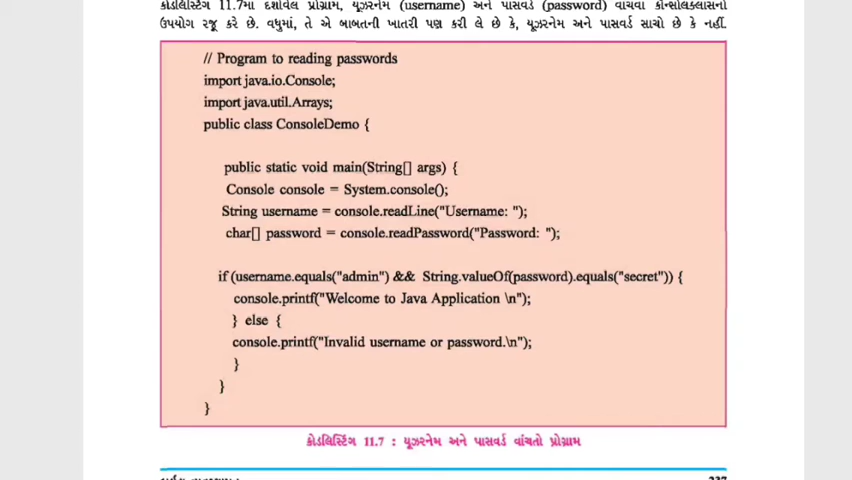 કોડલિસ્ટિંગ 11.7માં દર્શાવેલ પ્રોગ્રામ, યૂઝરનેમ (username) અને પાસવર્ડ (password) વાંચવા કોન્સોલક્લાસનો
ઉપયોગ રજૂ કરે છે. વધુમાં, તે એ બાબતની ખાતરી પણ કરી લે છે કે, યૂઝરનેમ અને પાસવર્ડ સાચો છે કે નહીં.
// Program to reading passwords
import java.io.Console;
import java.util.Arrays;
public class ConsoleDemo {
public static void main(String[] args) {
Console console = System.console();
String username = console.readLine("Username: ");
char[] password = console.readPassword("Password: ");
if (username.equals("admin") && String.valueOf(password).equals("secret")) {
console.printf("Welcome to Java Application \n");
} else {
console.printf("Invalid username or password.\n");
}
}
}
કોડલિસ્ટિંગ 11.7 : યૂઝરનેમ અને પાસવર્ડ વાંચતો પ્રોગ્રામ